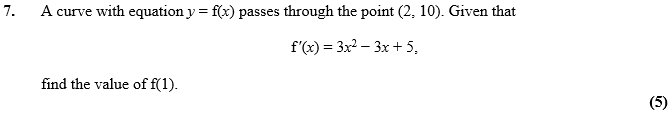 7. A curve with equation y = f(x) passes through the point (2, 10). Given that
f′(x) = 3x² – 3x + 5,
find the value of f(1).
(5)